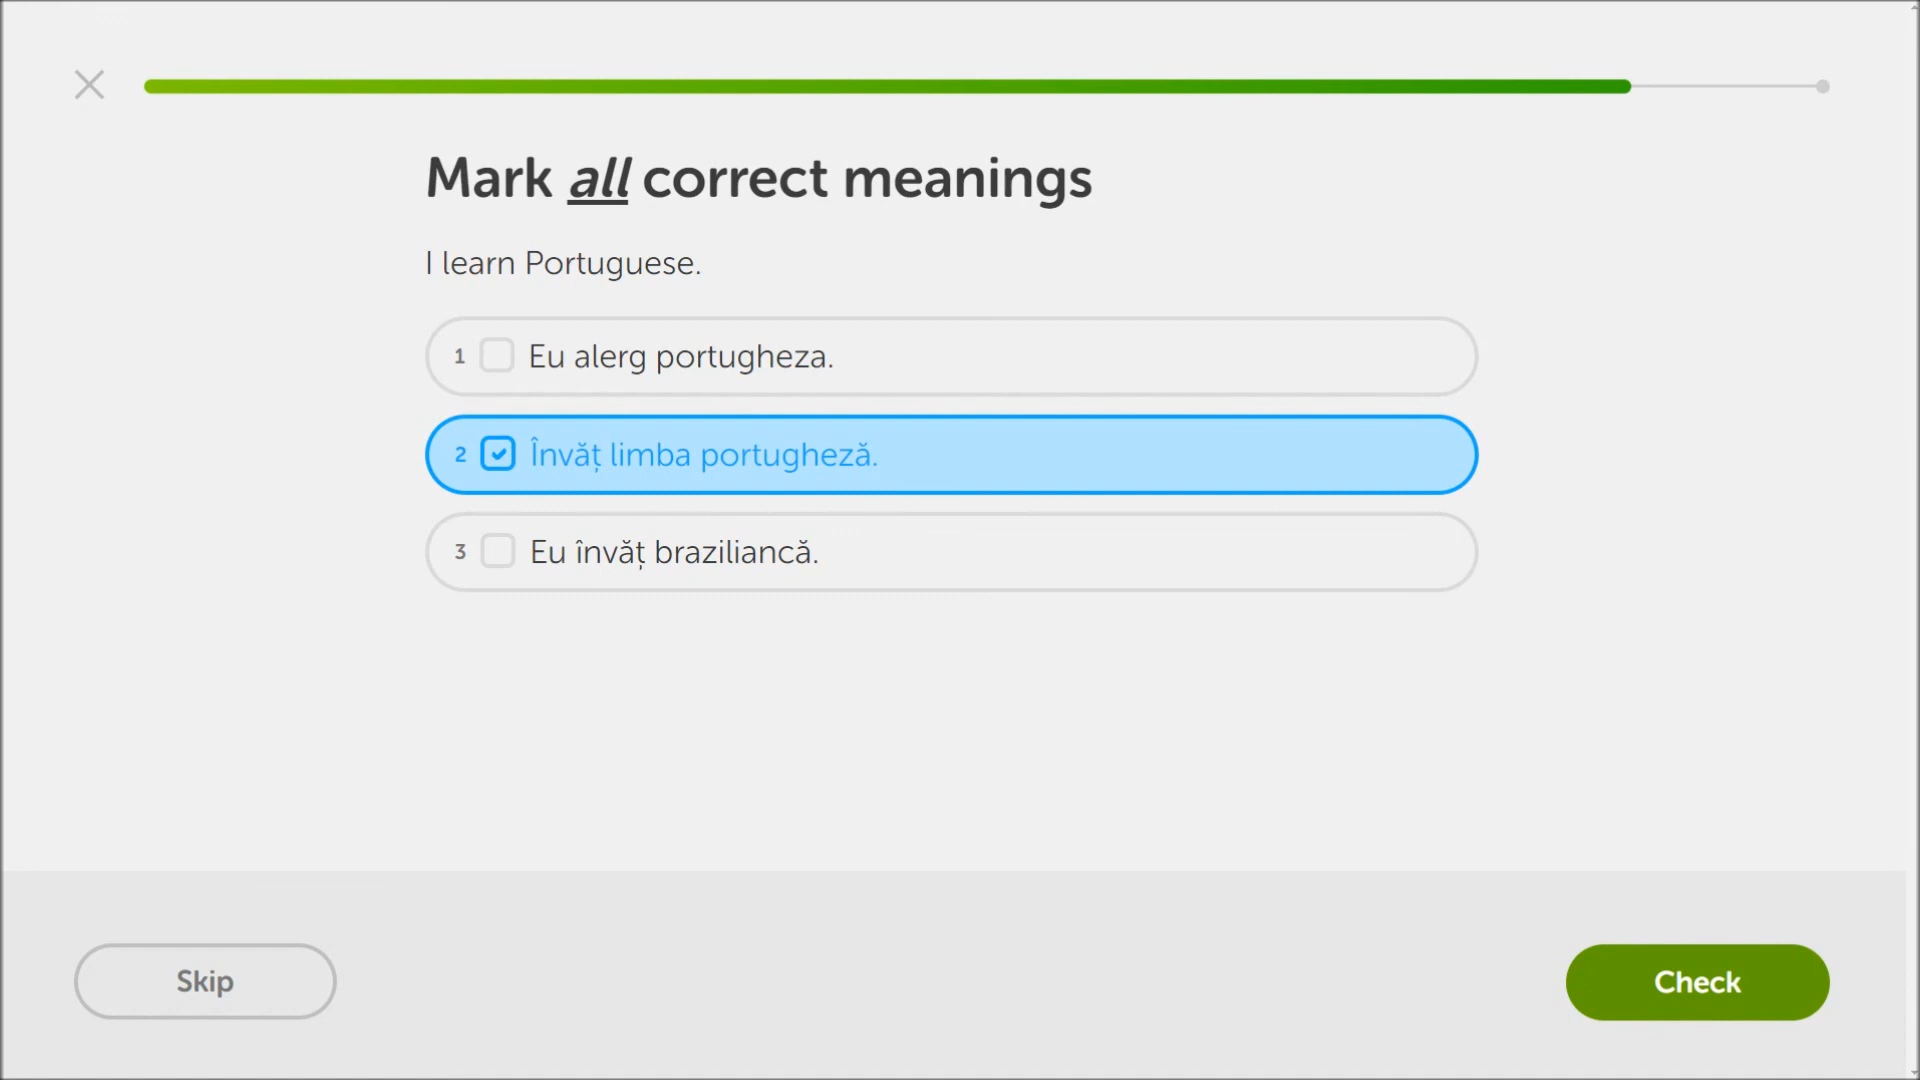 Mark all correct meanings
I learn Portuguese.
1 Eu alerg portugheza.
2 Învăț limba portugheză.
3 Eu învăț braziliancă.
Skip
Check